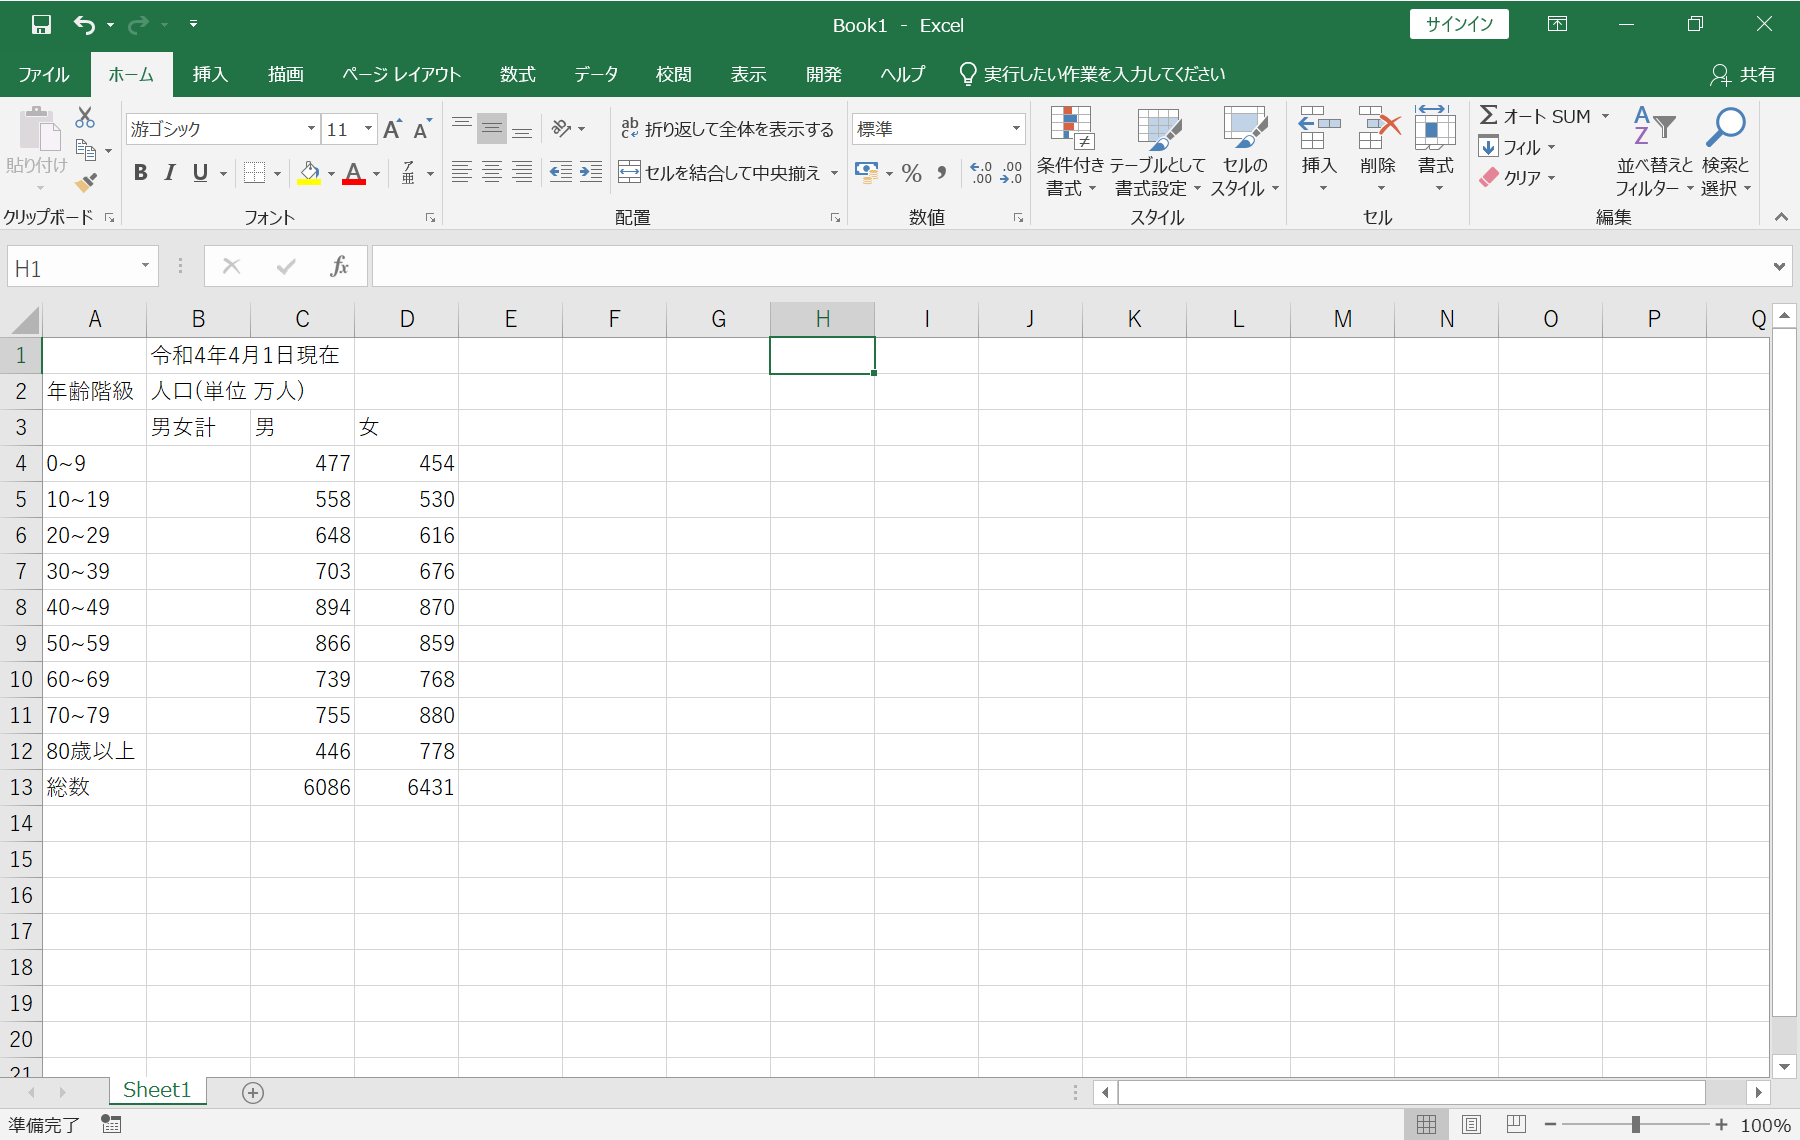 Book1 - Excel
サインイン
ファイル ホーム 挿入 描画 ページ レイアウト 数式 データ 校閲 表示 開発 ヘルプ 実行したい作業を入力してください 共有
貼り付け
クリップボード
游ゴシック 11 A A
B I U A ア亜
フォント
ab c 折り返して全体を表示する
セルを結合して中央揃え
配置
標準
% , .0 .00 .00 .0
数値
条件付き書式
テーブルとして書式設定
セルのスタイル
スタイル
挿入 削除 書式
セル
Σ オート SUM
フィル
クリア
AZ 並べ替えとフィルター
検索と選択
編集
H1 fx
A B C D E F G H I J K L M N O P Q
1 令和4年4月1日現在
2 年齢階級 人口(単位 万人)
3 男女計 男 女
4 0~9 477 454
5 10~19 558 530
6 20~29 648 616
7 30~39 703 676
8 40~49 894 870
9 50~59 866 859
10 60~69 739 768
11 70~79 755 880
12 80歳以上 446 778
13 総数 6086 6431
14
15
16
17
18
19
20
21
Sheet1
準備完了 100%